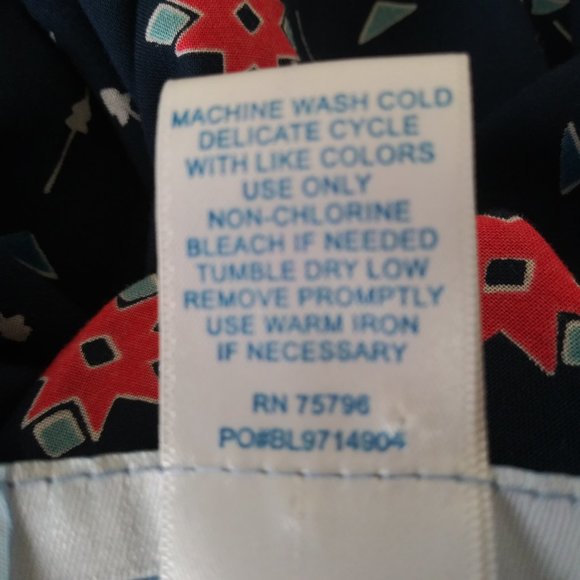 MACHINE WASH COLD
DELICATE CYCLE
WITH LIKE COLORS
USE ONLY
NON-CHLORINE
BLEACH IF NEEDED
TUMBLE DRY LOW
REMOVE PROMPTLY
USE WARM IRON
IF NECESSARY
RN 75796
PO#BL9714904